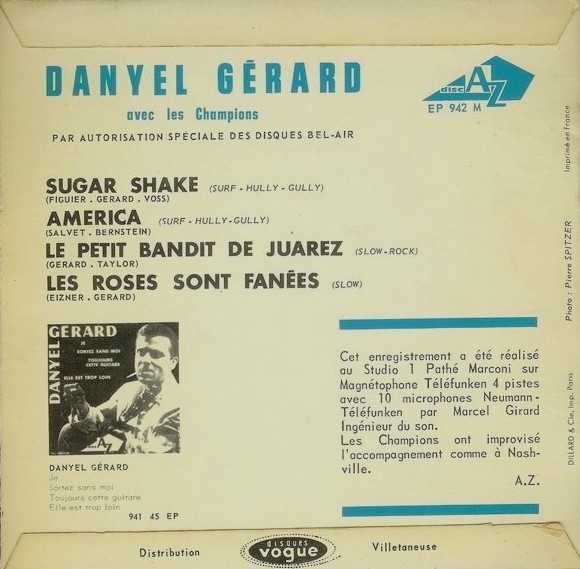 DANYEL GÉRARD
avec les Champions
PAR AUTORISATION SPÉCIALE DES DISQUES BEL-AIR
disc AZ
EP 942 M
SUGAR SHAKE (SURF - HULLY - GULLY)
(FIGUIER . GERARD . VOSS)
AMERICA (SURF - HULLY - GULLY)
(SALVET . BERNSTEIN)
LE PETIT BANDIT DE JUAREZ (SLOW-ROCK)
(GERARD . TAYLOR)
LES ROSES SONT FANÉES (SLOW)
(EIZNER . GERARD)
DANYEL GÉRARD
JE
SORTEZ SANS MOI
TOUJOURS
CETTE GUITARE
ELLE EST TROP LOIN
DANYEL GÉRARD
Je
Sortez sans moi
Toujours cette guitare
Elle est trop loin
941 45 EP
Cet enregistrement a été réalisé
au Studio 1 Pathé Marconi sur
Magnétophone Téléfunken 4 pistes
avec 10 microphones Neumann-
Téléfunken par Marcel Girard
Ingénieur du son.
Les Champions ont improvisé
l'accompagnement comme à Nash-
ville.
A.Z.
Imprimé en France
Photo : Pierre SPITZER
DILLARD & Cie, Imp. Paris
Distribution disques vogue Villetaneuse